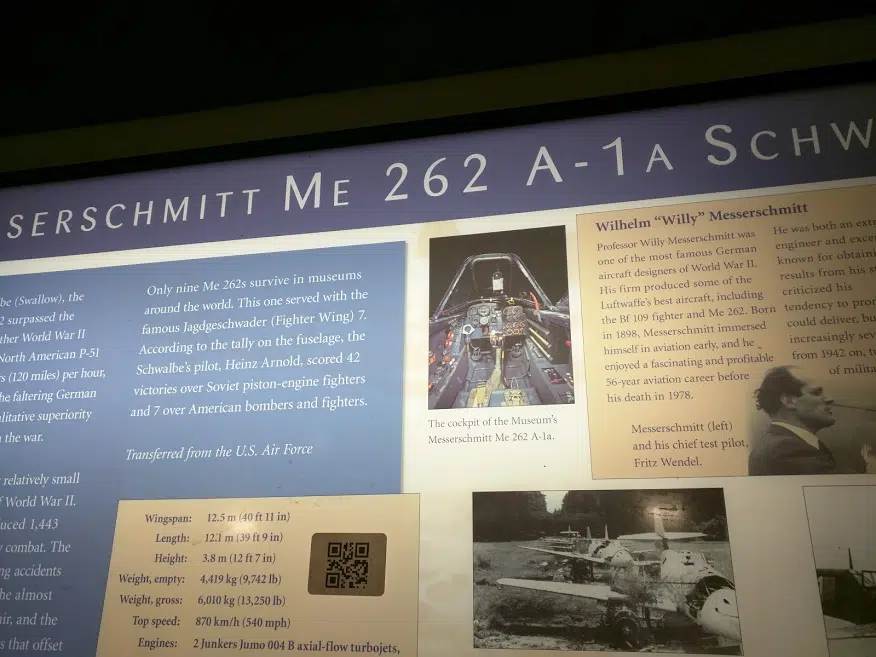 SSERSCHMITT ME 262 A-1A SCHW
be (Swallow), the
2 surpassed the
ther World War II
North American P-51
rs (120 miles) per hour,
he faltering German
litative superiority
the war.
relatively small
f World War II.
uced 1,443
y combat. The
ng accidents
he almost
air, and the
s that offset
Only nine Me 262s survive in museums
around the world. This one served with the
famous Jagdgeschwader (Fighter Wing) 7.
According to the tally on the fuselage, the
Schwalbe's pilot, Heinz Arnold, scored 42
victories over Soviet piston-engine fighters
and 7 over American bombers and fighters.
Transferred from the U.S. Air Force
Wingspan: 12.5 m (40 ft 11 in)
Length: 12.1 m (39 ft 9 in)
Height: 3.8 m (12 ft 7 in)
Weight, empty: 4,419 kg (9,742 lb)
Weight, gross: 6,010 kg (13,250 lb)
Top speed: 870 km/h (540 mph)
Engines: 2 Junkers Jumo 004 B axial-flow turbojets,
The cockpit of the Museum's
Messerschmitt Me 262 A-1a.
Wilhelm "Willy" Messerschmitt
Professor Willy Messerschmitt was
one of the most famous German
aircraft designers of World War II.
His firm produced some of the
Luftwaffe's best aircraft, including
the Bf 109 fighter and Me 262. Born
in 1898, Messerschmitt immersed
himself in aviation early, and he
enjoyed a fascinating and profitable
56-year aviation career before
his death in 1978.
He was both an extr
engineer and excee
known for obtaini
results from his st
criticized his
tendency to pron
could deliver, bu
increasingly sev
from 1942 on, t
of milita
Messerschmitt (left)
and his chief test pilot,
Fritz Wendel.